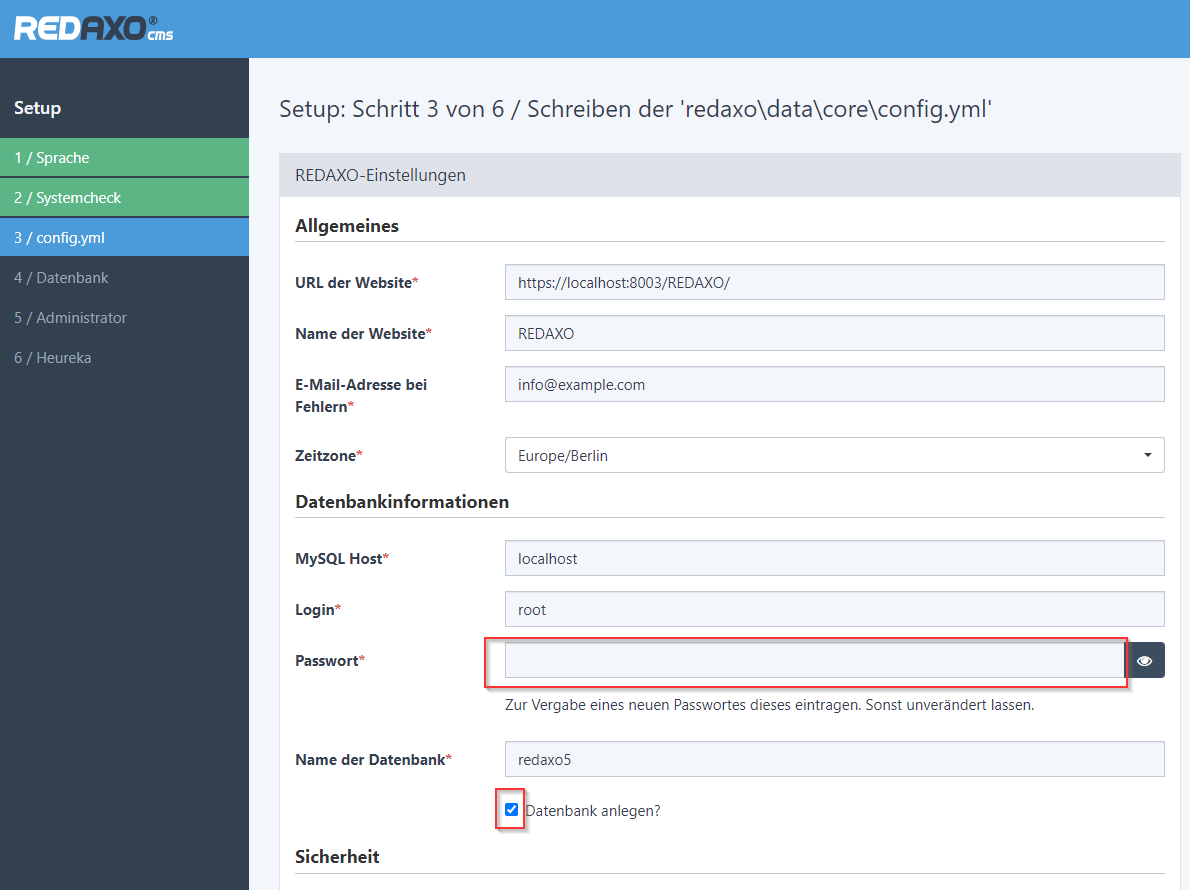 REDAXO® cms
Setup
1 / Sprache
2 / Systemcheck
3 / config.yml
4 / Datenbank
5 / Administrator
6 / Heureka
Setup: Schritt 3 von 6 / Schreiben der 'redaxo\data\core\config.yml'
REDAXO-Einstellungen
Allgemeines
URL der Website* https://localhost:8003/REDAXO/
Name der Website* REDAXO
E-Mail-Adresse bei info@example.com
Fehlern*
Zeitzone* Europe/Berlin
Datenbankinformationen
MySQL Host* localhost
Login* root
Passwort*
Zur Vergabe eines neuen Passwortes dieses eintragen. Sonst unverändert lassen.
Name der Datenbank* redaxo5
Datenbank anlegen?
Sicherheit